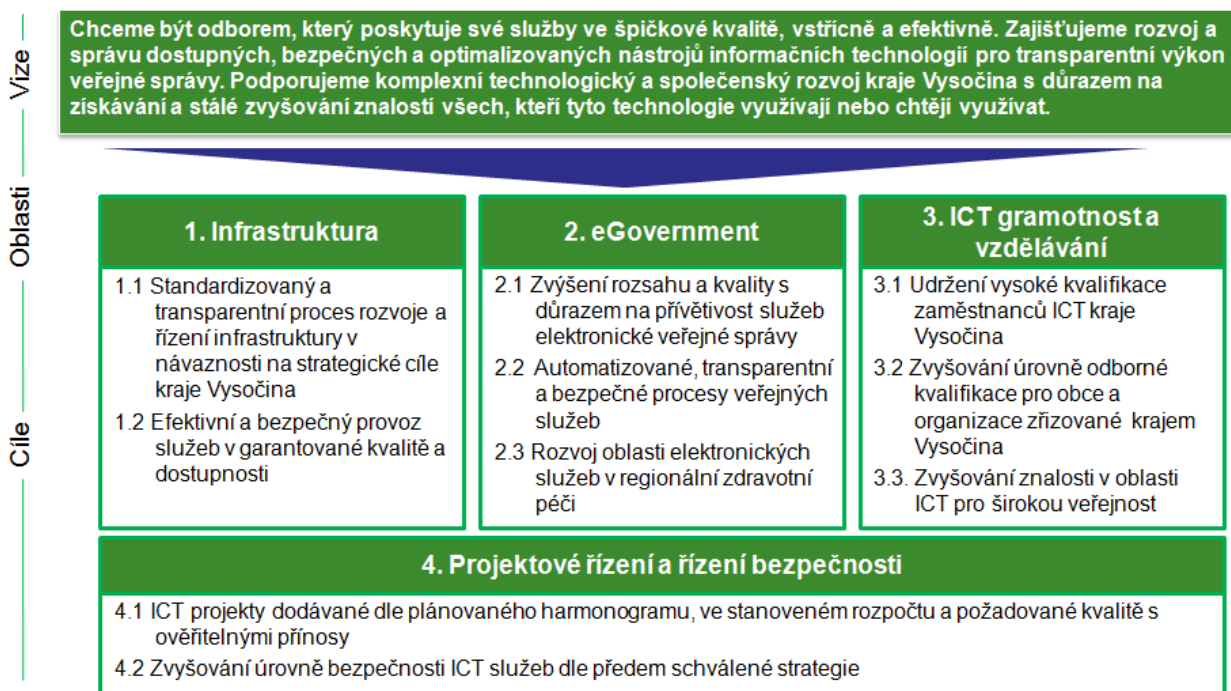 Vize
Chceme být odborem, který poskytuje své služby ve špičkové kvalitě, vstřícně a efektivně. Zajišťujeme rozvoj a
správu dostupných, bezpečných a optimalizovaných nástrojů informačních technologií pro transparentní výkon
veřejné správy. Podporujeme komplexní technologický a společenský rozvoj kraje Vysočina s důrazem na
získávání a stálé zvyšování znalostí všech, kteří tyto technologie využívají nebo chtějí využívat.
Oblasti
1. Infrastruktura
2. eGovernment
3. ICT gramotnost a
vzdělávání
Cíle
1.1 Standardizovaný a
transparentní proces rozvoje a
řízení infrastruktury v
návaznosti na strategické cíle
kraje Vysočina
1.2 Efektivní a bezpečný provoz
služeb v garantované kvalitě a
dostupnosti
2.1 Zvýšení rozsahu a kvality s
důrazem na přívětivost služeb
elektronické veřejné správy
2.2 Automatizované, transparentní
a bezpečné procesy veřejných
služeb
2.3 Rozvoj oblasti elektronických
služeb v regionální zdravotní
péči
3.1 Udržení vysoké kvalifikace
zaměstnanců ICT kraje
Vysočina
3.2 Zvyšování úrovně odborné
kvalifikace pro obce a
organizace zřizované krajem
Vysočina
3.3. Zvyšování znalosti v oblasti
ICT pro širokou veřejnost
4. Projektové řízení a řízení bezpečnosti
4.1 ICT projekty dodávané dle plánovaného harmonogramu, ve stanoveném rozpočtu a požadované kvalitě s
ověřitelnými přínosy
4.2 Zvyšování úrovně bezpečnosti ICT služeb dle předem schválené strategie